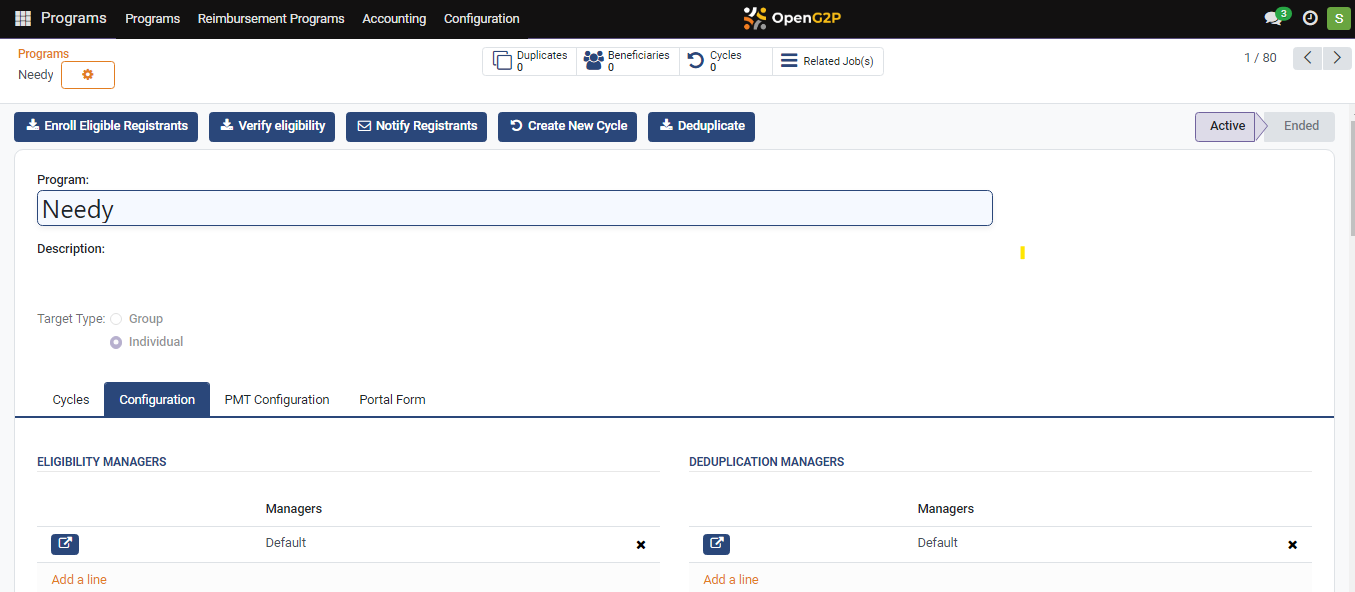 Programs Programs Reimbursement Programs Accounting Configuration OpenG2P 3 S
Programs
Needy
Duplicates 0 Beneficiaries 0 Cycles 0 Related Job(s) 1 / 80
Enroll Eligible Registrants Verify eligibility Notify Registrants Create New Cycle Deduplicate Active Ended
Program:
Needy
Description:
Target Type: Group
Individual
Cycles Configuration PMT Configuration Portal Form
ELIGIBILITY MANAGERS DEDUPLICATION MANAGERS
Managers Managers
Default Default
Add a line Add a line